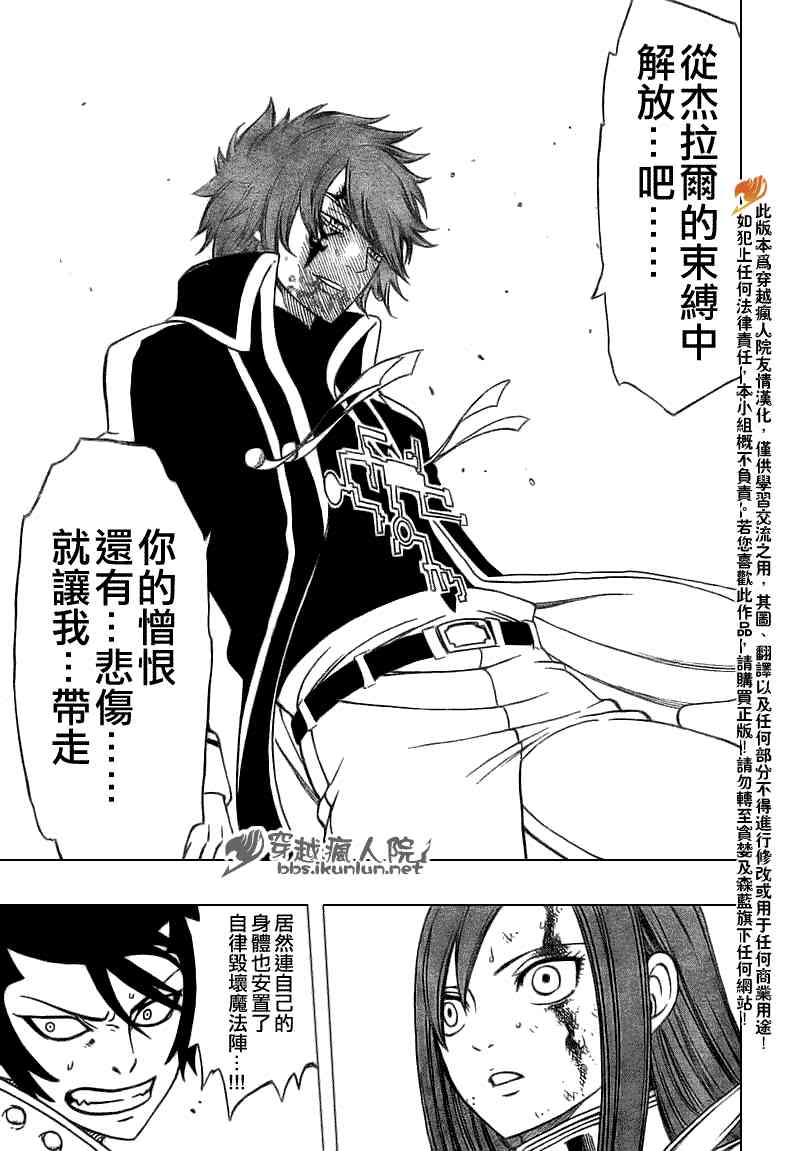 從杰拉爾的束縛中
解放…吧……
你的憎恨
還有…悲傷……
就讓我…帶走
穿越瘋人院
bbs.ikunlun.net
居然連自己的
身體也安置了
自律毀壞魔法陣…!!!
此版本爲穿越瘋人院友情漢化，僅供學習交流之用，其圖、翻譯以及任何部分不得進行修改或用于任何商業用途！
如犯上任何法律責任，本小組概不負責。若您喜歡此作品，請購買正版！請勿轉至貪婪及森藍旗下任何網站！